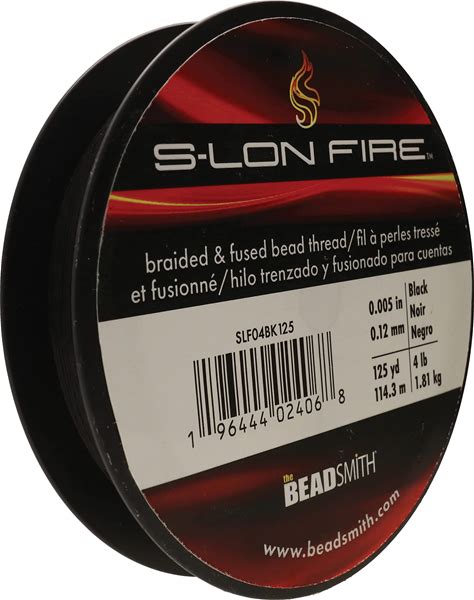 S-LON FIRE™
braided & fused bead thread/fil à perles tressé
et fusionné/hilo trenzado y fusionado para cuentas
SLF04BK125
0.005 in Black
Noir
0.12 mm Negro
125 yd 4 lb
114.3 m 1.81 kg
1 96444 02406 8
the BEADSMITH®
www.beadsmith.com